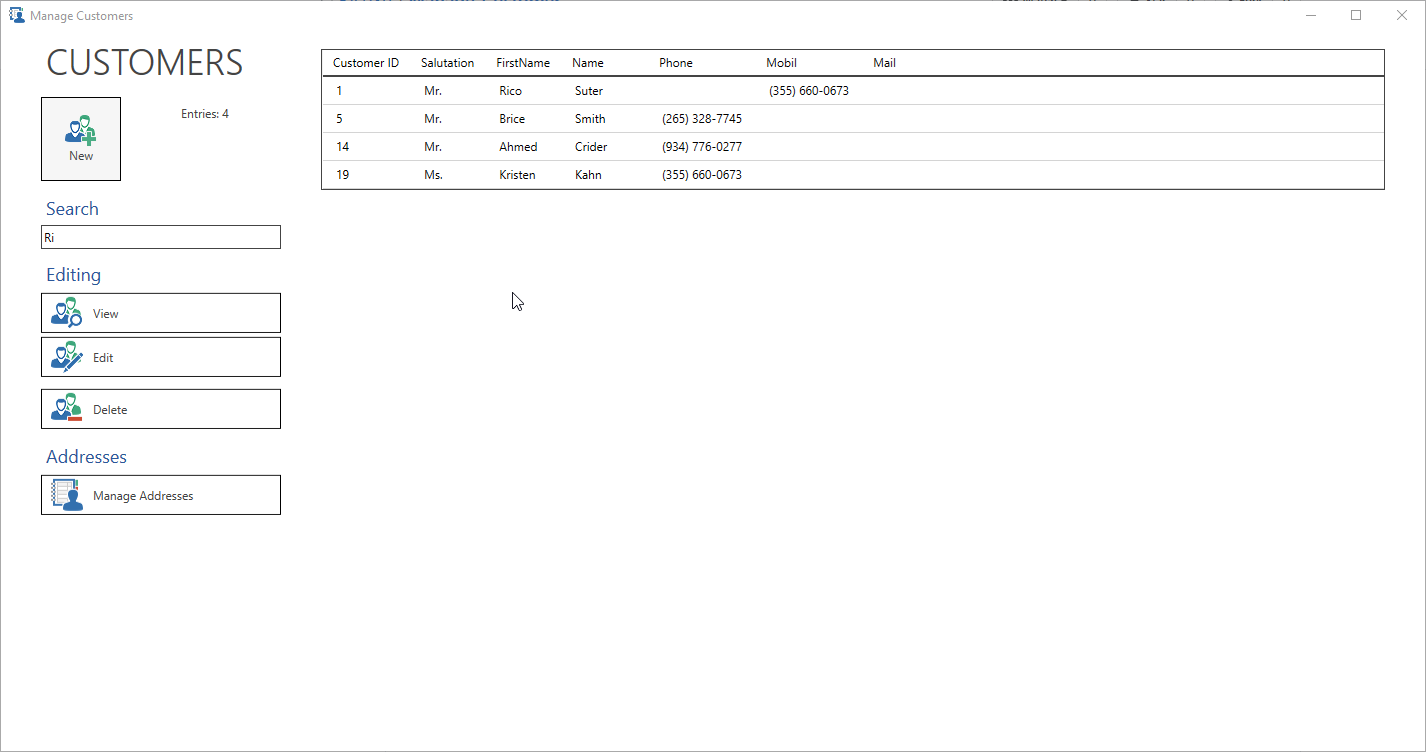 Manage Customers
CUSTOMERS
New
Entries: 4
Search
Ri
Editing
View
Edit
Delete
Addresses
Manage Addresses
Customer ID Salutation FirstName Name Phone Mobil Mail
1 Mr. Rico Suter (355) 660-0673
5 Mr. Brice Smith (265) 328-7745
14 Mr. Ahmed Crider (934) 776-0277
19 Ms. Kristen Kahn (355) 660-0673